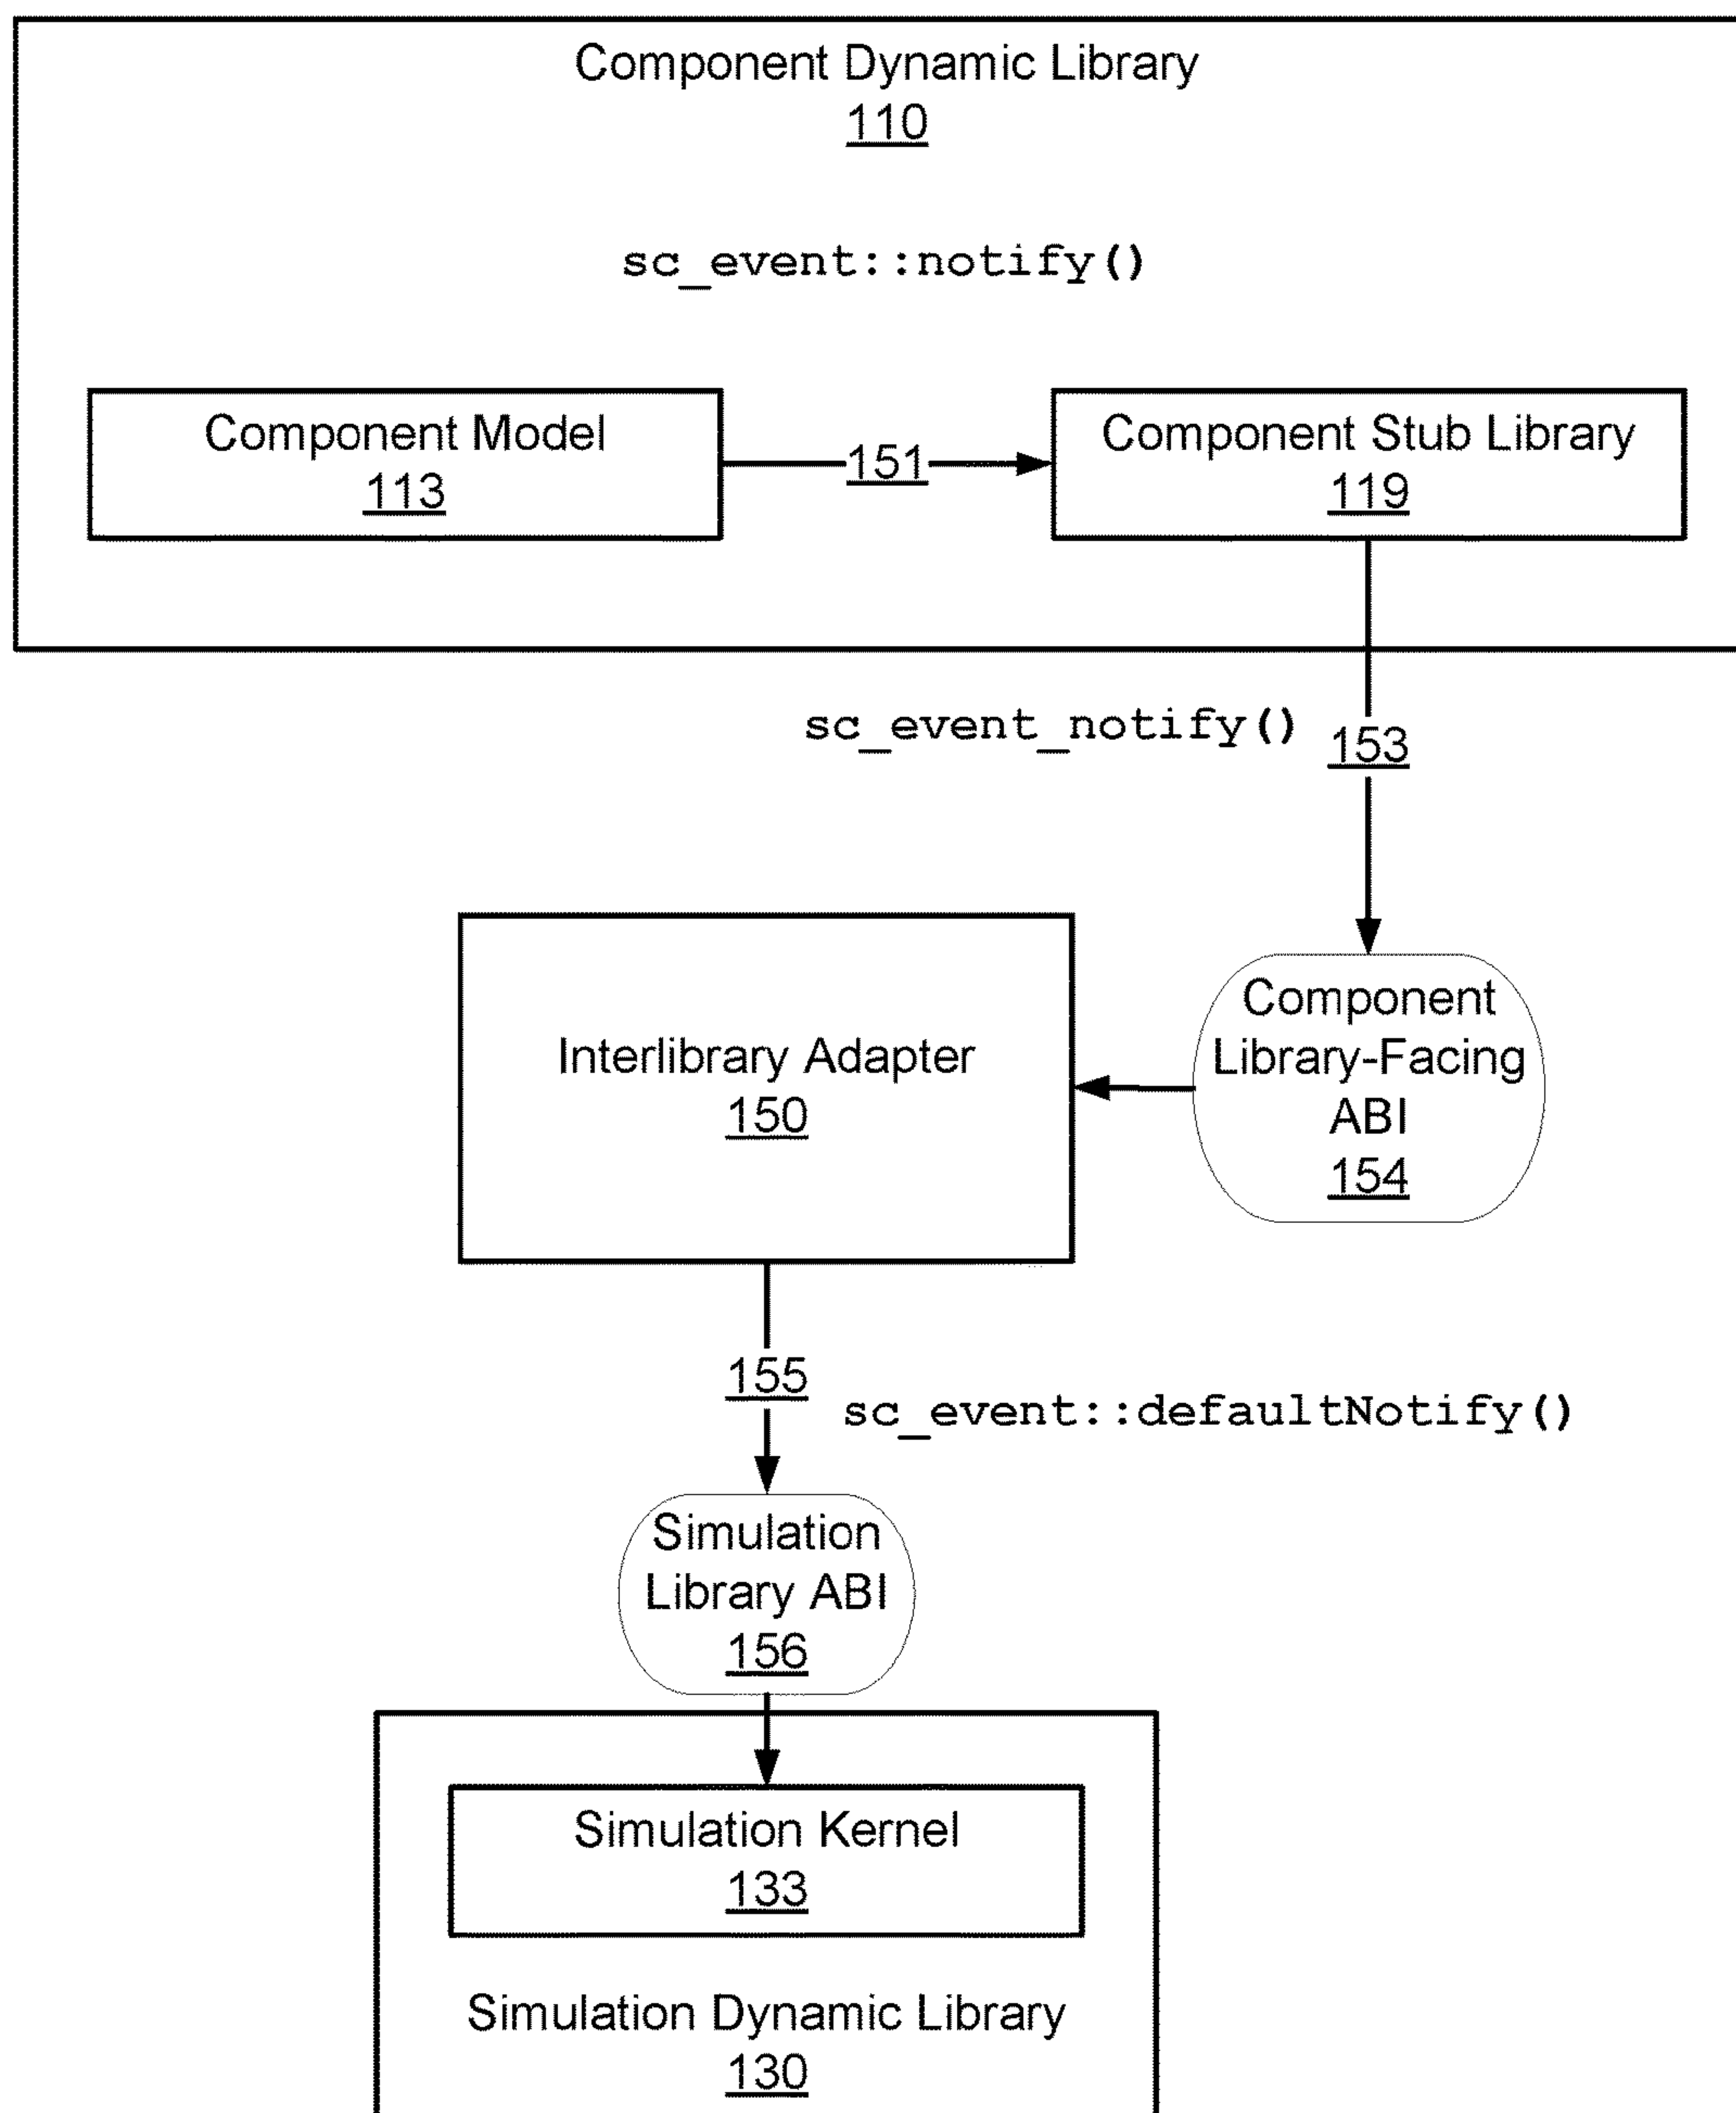 Component Dynamic Library
110
sc_event::notify()
Component Model
113
151
Component Stub Library
119
sc_event_notify()
153
Component
Library-Facing
ABI
154
Interlibrary Adapter
150
155
sc_event::defaultNotify()
Simulation
Library ABI
156
Simulation Kernel
133
Simulation Dynamic Library
130